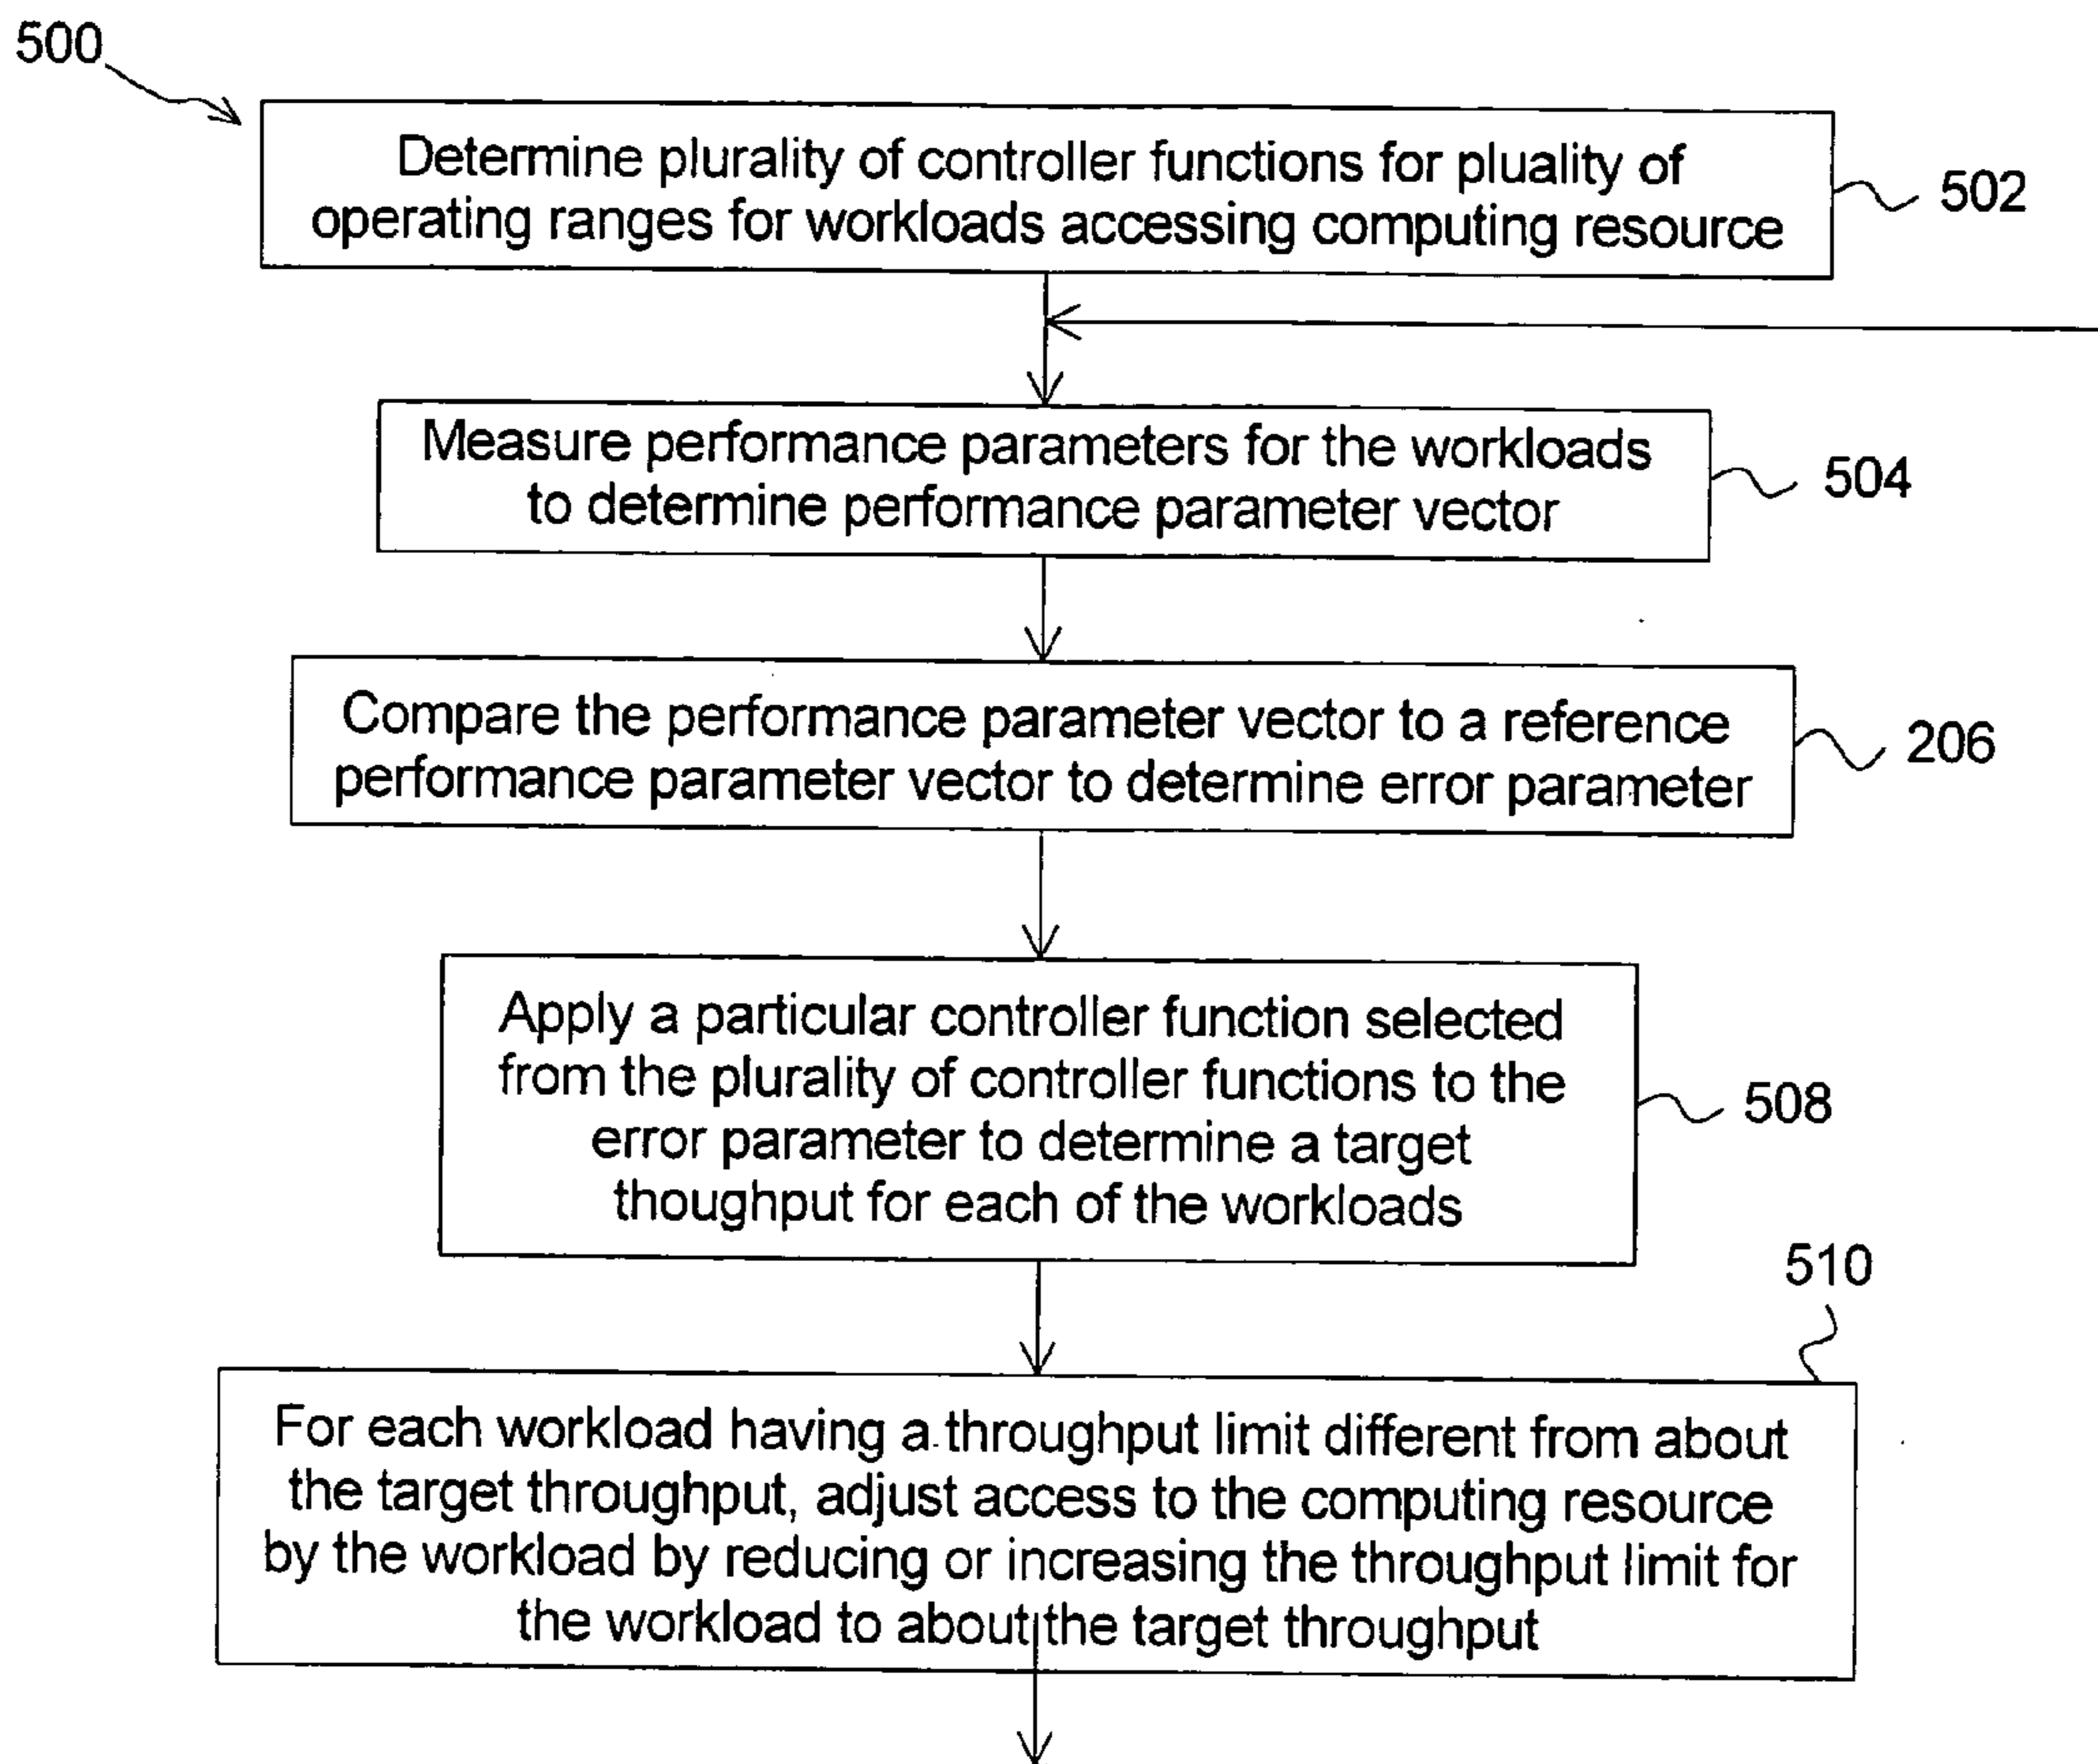 500
Determine plurality of controller functions for pluality of
operating ranges for workloads accessing computing resource
502
Measure performance parameters for the workloads
to determine performance parameter vector
504
Compare the performance parameter vector to a reference
performance parameter vector to determine error parameter
206
Apply a particular controller function selected
from the plurality of controller functions to the
error parameter to determine a target
thoughput for each of the workloads
508
510
For each workload having a throughput limit different from about
the target throughput, adjust access to the computing resource
by the workload by reducing or increasing the throughput limit for
the workload to about the target throughput